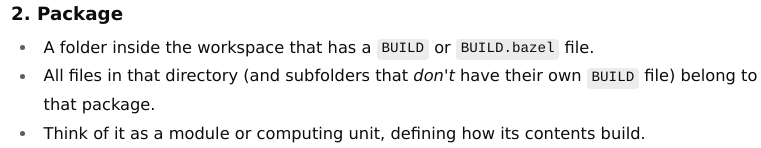 2. Package
• A folder inside the workspace that has a BUILD or BUILD.bazel file.
• All files in that directory (and subfolders that don't have their own BUILD file) belong to
that package.
• Think of it as a module or computing unit, defining how its contents build.